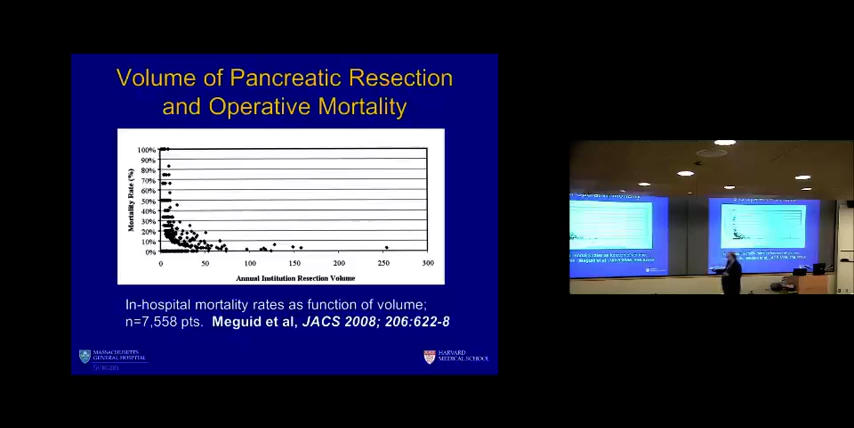 Volume of Pancreatic Resection
and Operative Mortality
100%
90%
80%
70%
60%
50%
40%
30%
20%
10%
0%
Mortality Rate (%)
0 50 100 150 200 250 300
Annual Institution Resection Volume
In-hospital mortality rates as function of volume;
n=7,558 pts. Meguid et al, JACS 2008; 206:622-8
MASSACHUSETTS
GENERAL HOSPITAL
SURGERY
HARVARD
MEDICAL SCHOOL